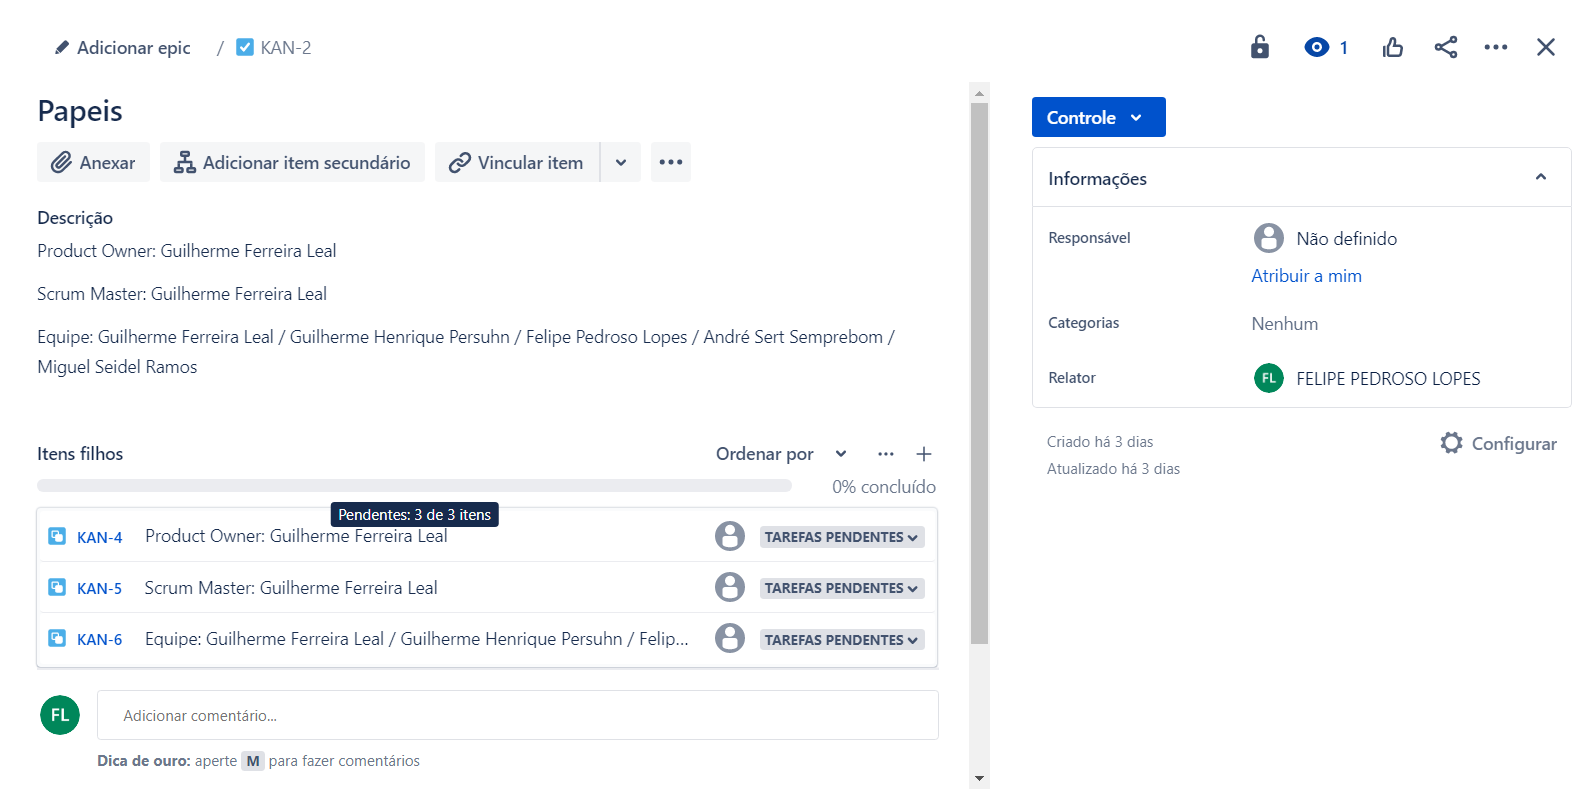 Adicionar epic / KAN-2
1
Papeis
Anexar
Adicionar item secundário
Vincular item
Descrição
Product Owner: Guilherme Ferreira Leal
Scrum Master: Guilherme Ferreira Leal
Equipe: Guilherme Ferreira Leal / Guilherme Henrique Persuhn / Felipe Pedroso Lopes / André Sert Semprebom /
Miguel Seidel Ramos
Itens filhos
Ordenar por
0% concluído
Pendentes: 3 de 3 itens
KAN-4 Product Owner: Guilherme Ferreira Leal TAREFAS PENDENTES
KAN-5 Scrum Master: Guilherme Ferreira Leal TAREFAS PENDENTES
KAN-6 Equipe: Guilherme Ferreira Leal / Guilherme Henrique Persuhn / Felip... TAREFAS PENDENTES
FL
Adicionar comentário...
Dica de ouro: aperte M para fazer comentários
Controle
Informações
Responsável
Não definido
Atribuir a mim
Categorias
Nenhum
Relator
FL FELIPE PEDROSO LOPES
Criado há 3 dias
Atualizado há 3 dias
Configurar